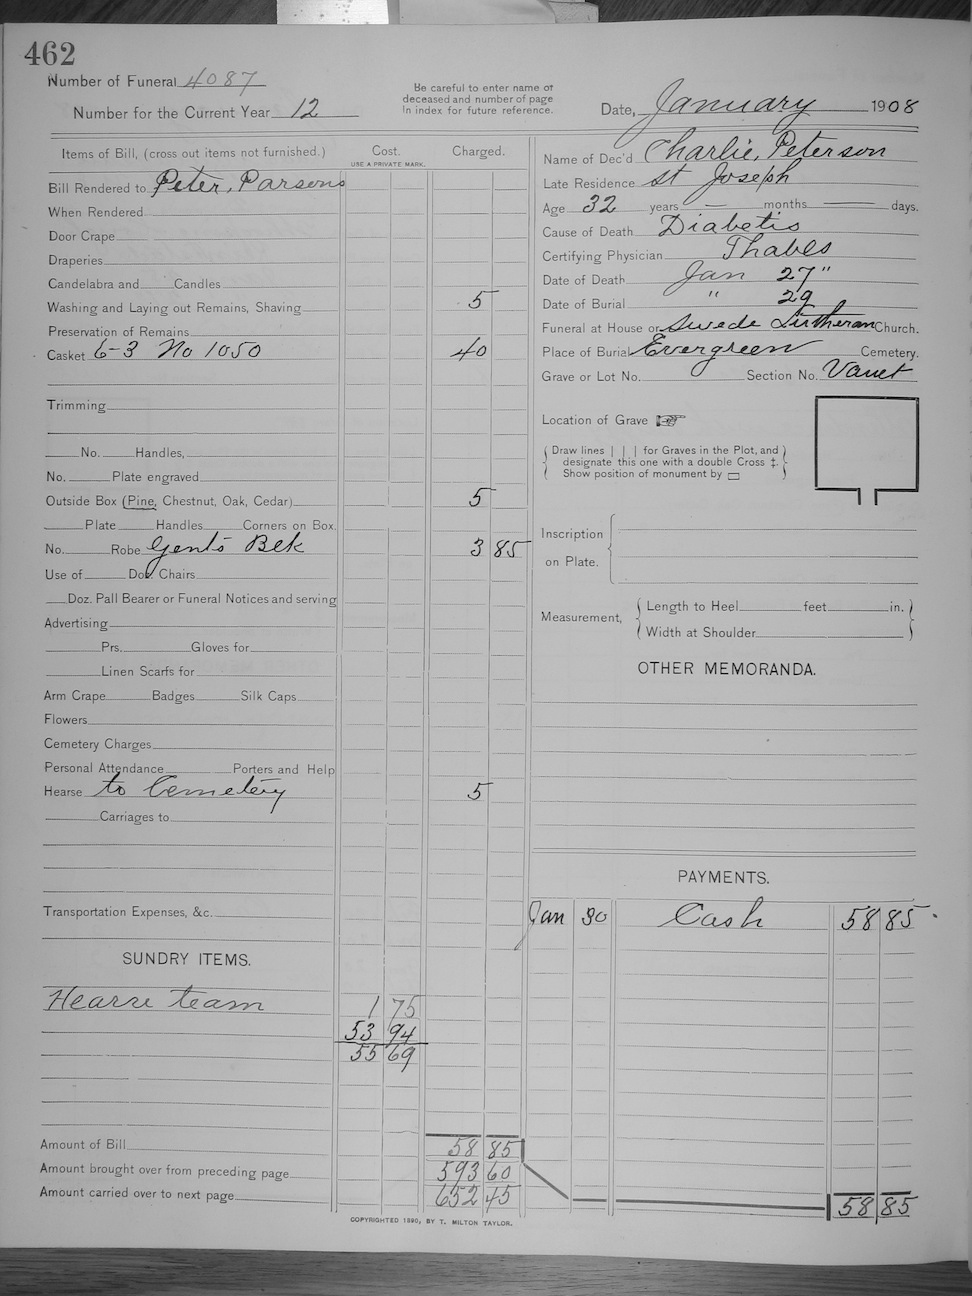 462
Number of Funeral 4087
Number for the Current Year 12
Be careful to enter name of
deceased and number of page
in index for future reference.
Date, January 1908
Items of Bill, (cross out items not furnished.) Cost. Charged.
USE A PRIVATE MARK.
Bill Rendered to Peter, Parsons
When Rendered
Door Crape
Draperies
Candelabra and Candles
Washing and Laying out Remains, Shaving 5
Preservation of Remains
Casket 6-3 No 1050 40
Trimming
No. Handles,
No. Plate engraved
Outside Box (Pine, Chestnut, Oak, Cedar) 5
Plate Handles Corners on Box.
No. Robe Gents Blk 3 85
Use of Doz. Chairs
Doz. Pall Bearer or Funeral Notices and serving
Advertising
Prs. Gloves for
Linen Scarfs for
Arm Crape Badges Silk Caps
Flowers
Cemetery Charges
Personal Attendance Porters and Help
Hearse to Cemetery 5
Carriages to
Transportation Expenses, &c.
SUNDRY ITEMS.
Hearse team 1 75
53 94
55 69
Amount of Bill 58 85
Amount brought over from preceding page 593 60
Amount carried over to next page 652 45
Name of Dec'd Charlie, Peterson
Late Residence St Joseph
Age 32 years — months — days.
Cause of Death Diabetis
Certifying Physician Thabes
Date of Death Jan 27"
Date of Burial " 29
Funeral at House or Swede Lutheran Church.
Place of Burial Evergreen Cemetery.
Grave or Lot No. Section No. Vault
Location of Grave ☞
Draw lines | | | for Graves in the Plot, and
designate this one with a double Cross ‡.
Show position of monument by ▭
Inscription
on Plate.
Measurement, Length to Heel feet in.
Width at Shoulder
OTHER MEMORANDA.
PAYMENTS.
Jan 30 Cash 58 85
58 85
COPYRIGHTED 1890, BY T. MILTON TAYLOR.